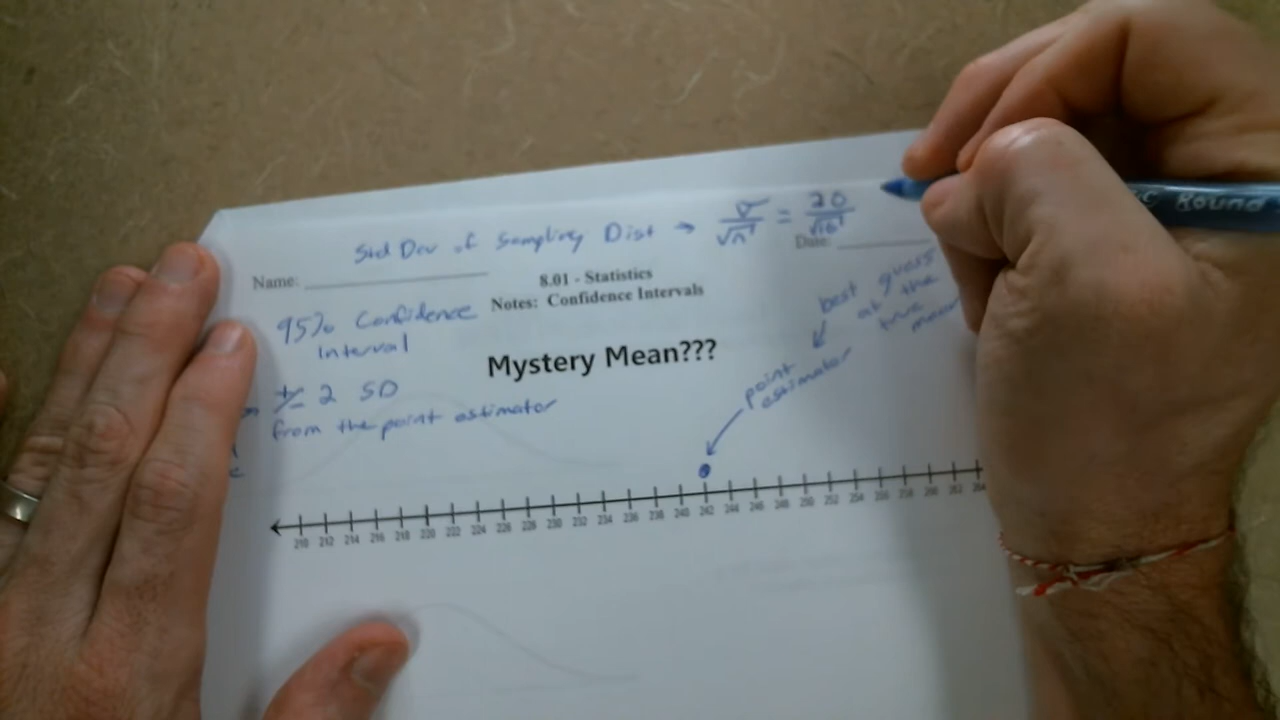 Std Dev of Sampling Dist → σ/√n = 20/√16
Name:
Date:
8.01 - Statistics
Notes: Confidence Intervals
95% Confidence
Interval
± 2 SD
from the point estimator
Mystery Mean???
best guess
at the
true
mean
point
estimator
210 212 214 216 218 220 222 224 226 228 230 232 234 236 238 240 242 244 246 248 250 252 254 256 258 260 262 264
Round